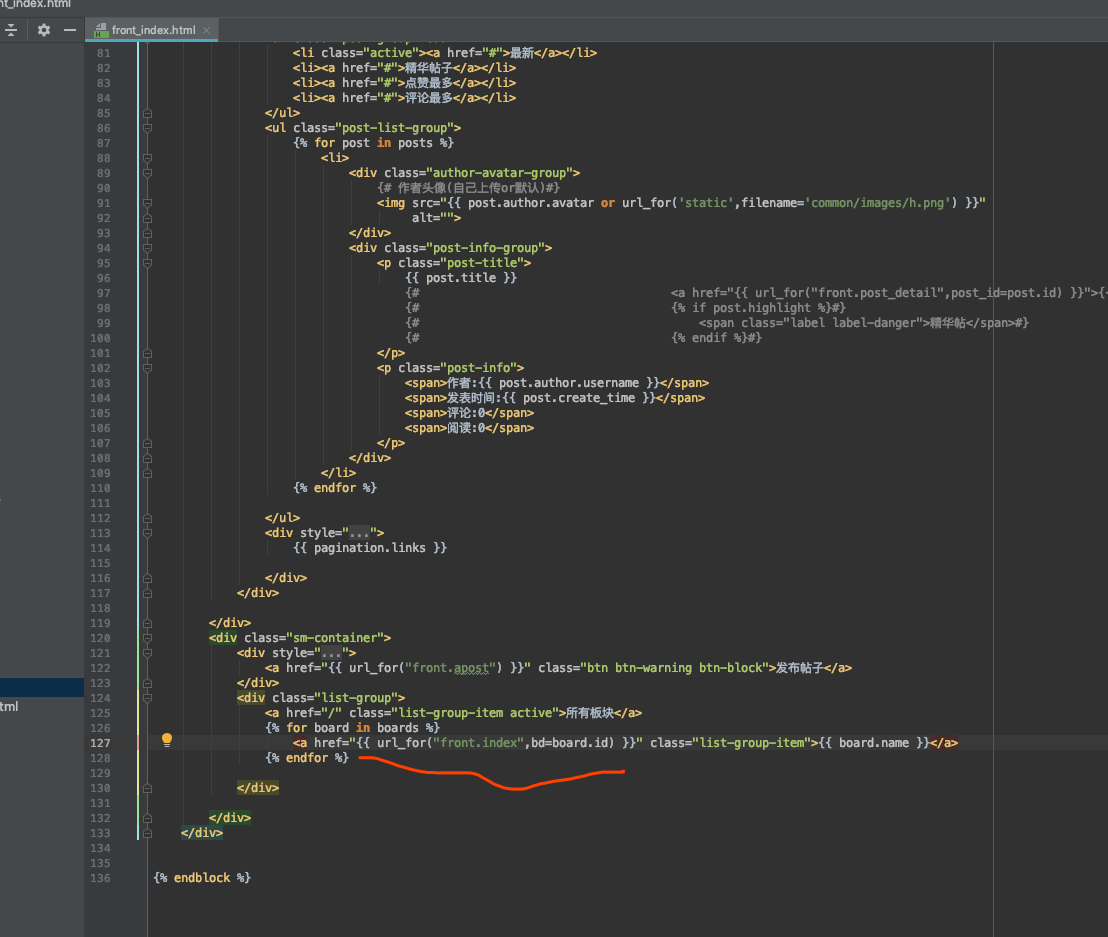 nt_index.html
front_index.html
81 <li class="active"><a href="#">最新</a></li>
82 <li><a href="#">精华帖子</a></li>
83 <li><a href="#">点赞最多</a></li>
84 <li><a href="#">评论最多</a></li>
85 </ul>
86 <ul class="post-list-group">
87 {% for post in posts %}
88 <li>
89 <div class="author-avatar-group">
90 {# 作者头像(自己上传or默认)#}
91 <img src="{{ post.author.avatar or url_for('static',filename='common/images/h.png') }}"
92 alt="">
93 </div>
94 <div class="post-info-group">
95 <p class="post-title">
96 {{ post.title }}
97 {# <a href="{{ url_for("front.post_detail",post_id=post.id) }}">{
98 {# {% if post.highlight %}#}
99 {# <span class="label label-danger">精华帖</span>#}
100 {# {% endif %}#}
101 </p>
102 <p class="post-info">
103 <span>作者:{{ post.author.username }}</span>
104 <span>发表时间:{{ post.create_time }}</span>
105 <span>评论:0</span>
106 <span>阅读:0</span>
107 </p>
108 </div>
109 </li>
110 {% endfor %}
111
112 </ul>
113 <div style="...">
114 {{ pagination.links }}
115
116 </div>
117 </div>
118
119 </div>
120 <div class="sm-container">
121 <div style="...">
122 <a href="{{ url_for("front.apost") }}" class="btn btn-warning btn-block">发布帖子</a>
123 </div>
124 <div class="list-group">
125 <a href="/" class="list-group-item active">所有板块</a>
126 {% for board in boards %}
127 <a href="{{ url_for("front.index",bd=board.id) }}" class="list-group-item">{{ board.name }}</a>
128 {% endfor %}
129
130 </div>
131
132 </div>
133 </div>
134
135
136 {% endblock %}
tml